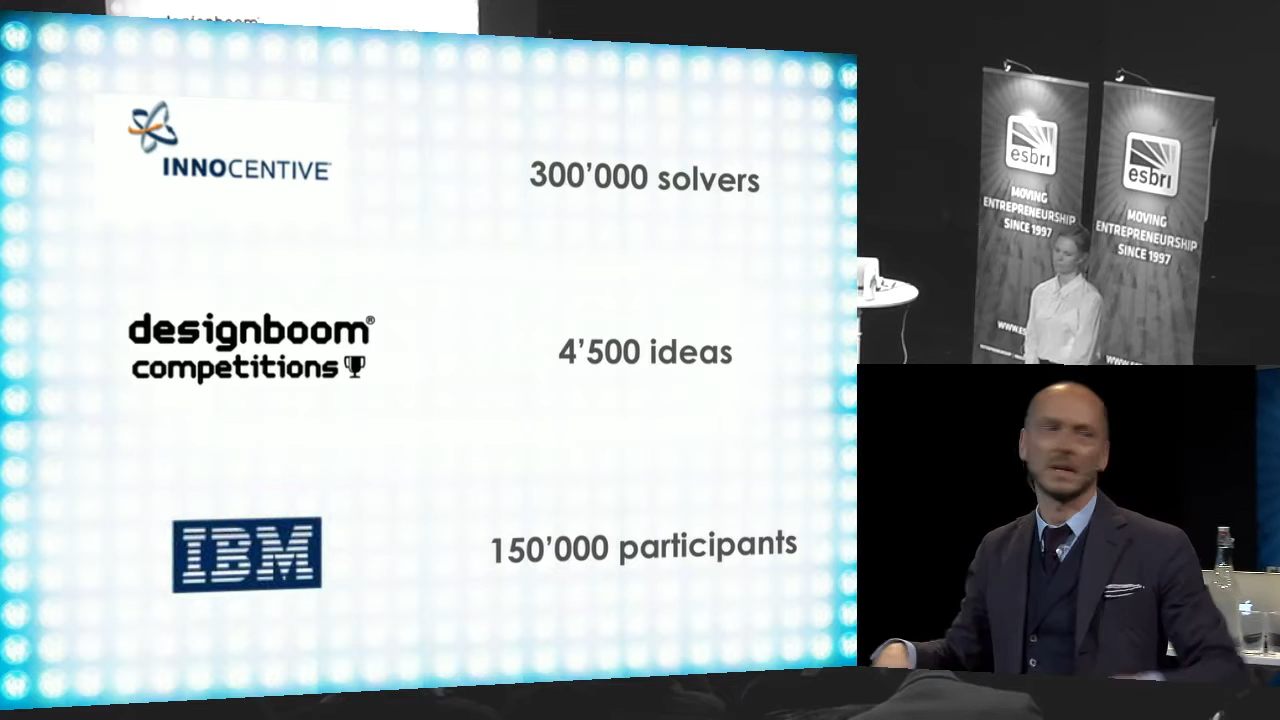 designboom®
INNOCENTIVE
300’000 solvers
designboom®
competitions
4’500 ideas
IBM
150’000 participants
esbri
MOVING
ENTREPRENEURSHIP
SINCE 1997
esbri
MOVING
ENTREPRENEURSHIP
SINCE 1997